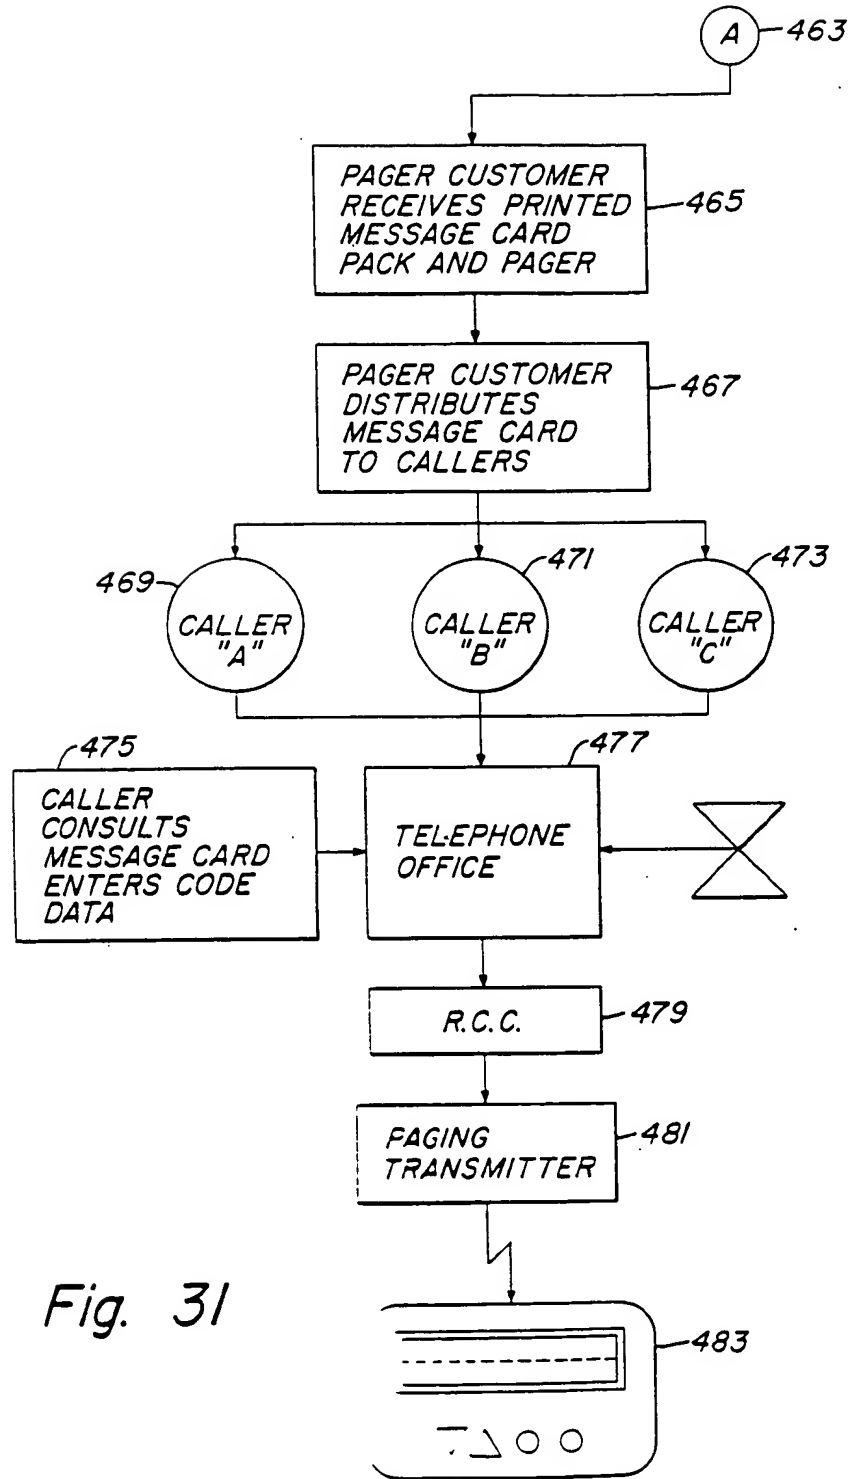 A
463
PAGER CUSTOMER
RECEIVES PRINTED
MESSAGE CARD
PACK AND PAGER
465
PAGER CUSTOMER
DISTRIBUTES
MESSAGE CARD
TO CALLERS
467
469
471
473
CALLER
"A"
CALLER
"B"
CALLER
"C"
475
477
CALLER
CONSULTS
MESSAGE CARD
ENTERS CODE
DATA
TELEPHONE
OFFICE
R.C.C.
479
PAGING
TRANSMITTER
481
Fig. 31
483